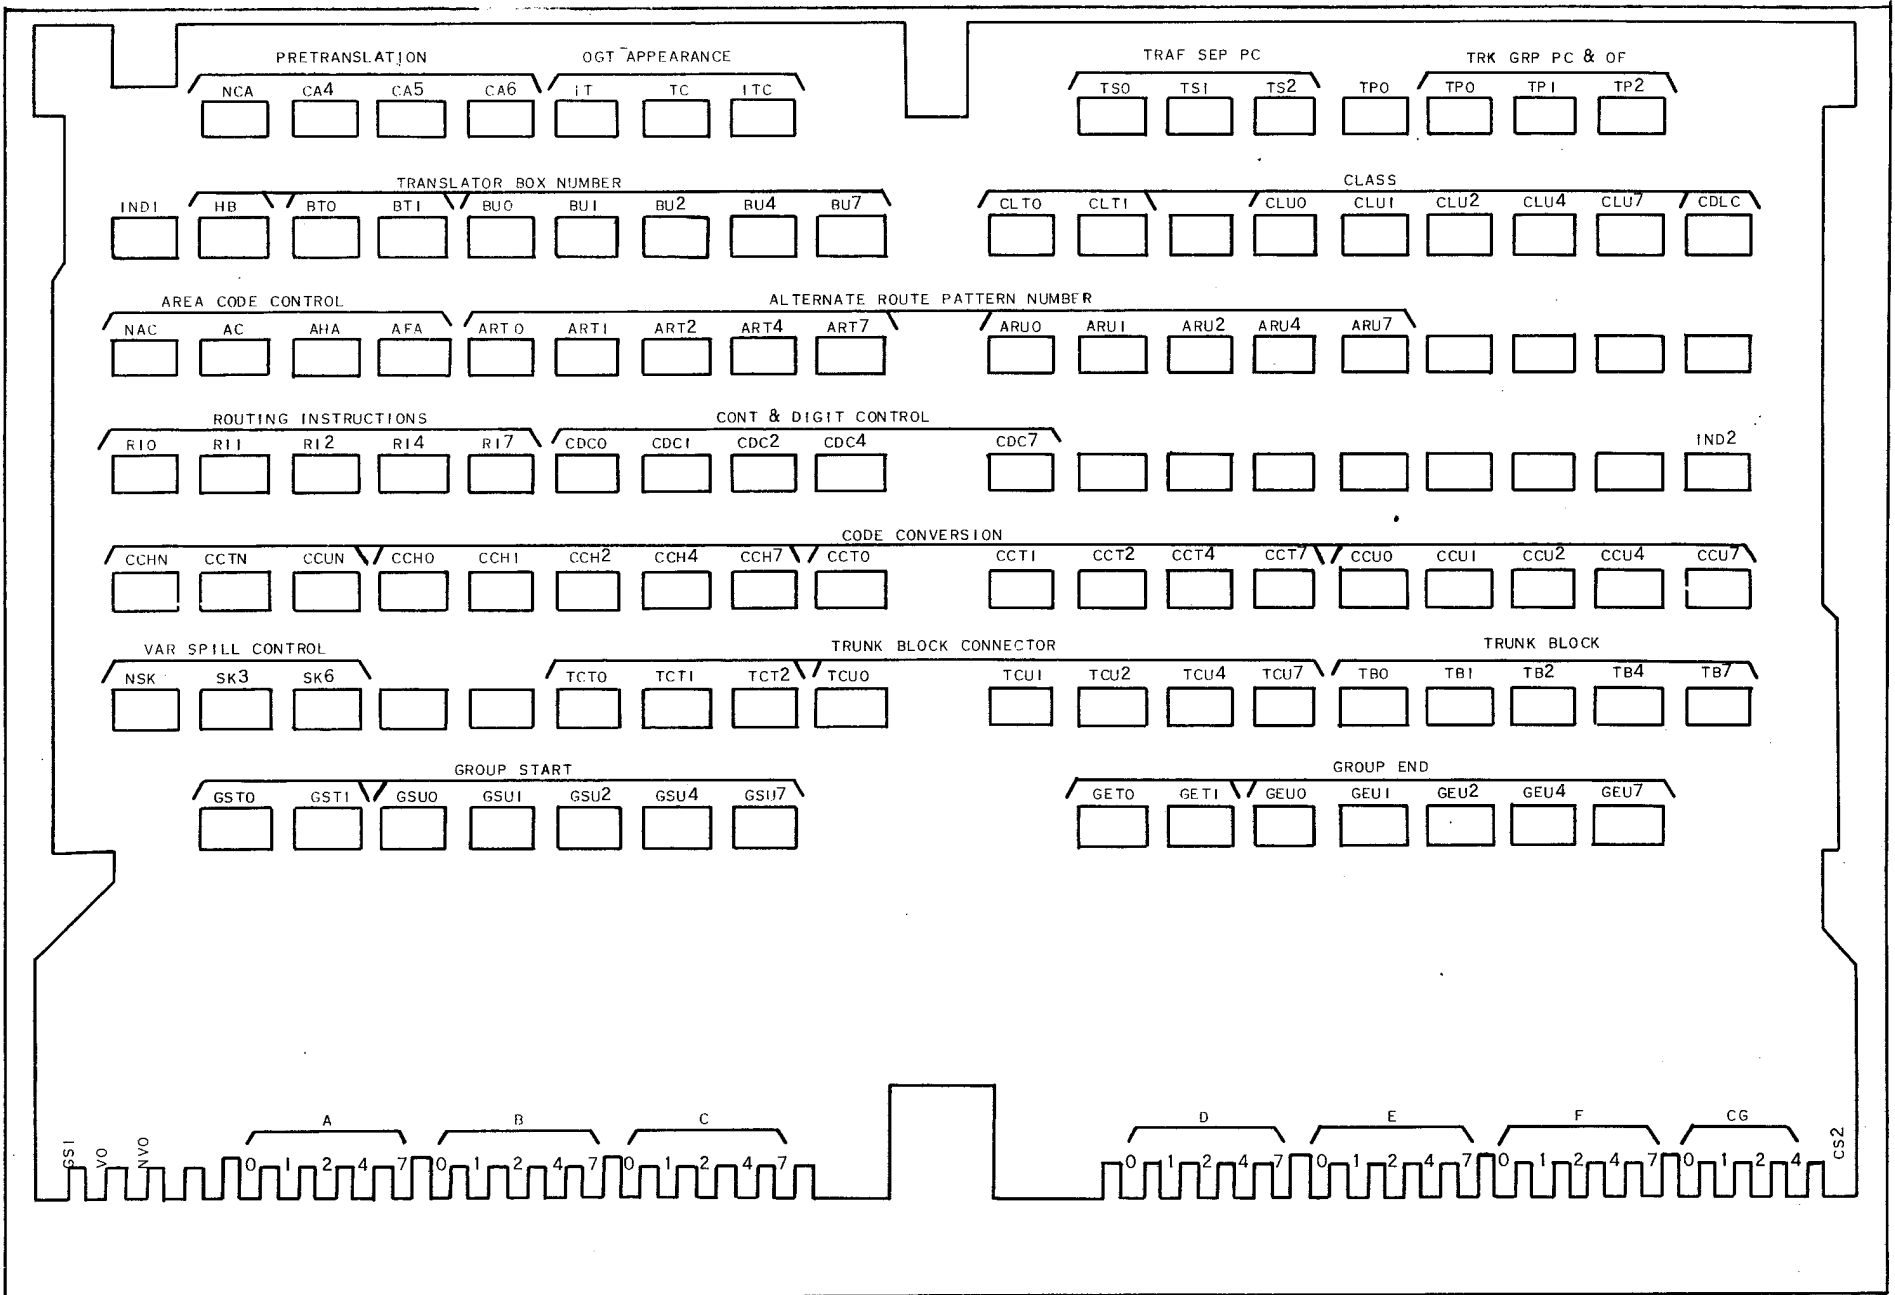 PRETRANSLATION OGT APPEARANCE TRAF SEP PC TRK GRP PC & OF
NCA CA4 CA5 CA6 IT TC ITC TS0 TS1 TS2 TP0 TP0 TP1 TP2
TRANSLATOR BOX NUMBER CLASS
IND1 HB BT0 BT1 BU0 BU1 BU2 BU4 BU7 CLT0 CLT1 CLU0 CLU1 CLU2 CLU4 CLU7 CDLC
AREA CODE CONTROL ALTERNATE ROUTE PATTERN NUMBER
NAC AC AHA AFA ART0 ART1 ART2 ART4 ART7 ARU0 ARU1 ARU2 ARU4 ARU7
ROUTING INSTRUCTIONS CONT & DIGIT CONTROL
RI0 RI1 RI2 RI4 RI7 CDC0 CDC1 CDC2 CDC4 CDC7 IND2
CODE CONVERSION
CCHN CCTN CCUN CCH0 CCH1 CCH2 CCH4 CCH7 CCT0 CCT1 CCT2 CCT4 CCT7 CCU0 CCU1 CCU2 CCU4 CCU7
VAR SPILL CONTROL TRUNK BLOCK CONNECTOR TRUNK BLOCK
NSK SK3 SK6 TCT0 TCT1 TCT2 TCU0 TCU1 TCU2 TCU4 TCU7 TB0 TB1 TB2 TB4 TB7
GROUP START GROUP END
GST0 GST1 GSU0 GSU1 GSU2 GSU4 GSU7 GET0 GET1 GEU0 GEU1 GEU2 GEU4 GEU7
A B C D E F CG
GS1 VO NVO 0 1 2 4 7 0 1 2 4 7 0 1 2 4 7 0 1 2 4 7 0 1 2 4 7 0 1 2 4 7 0 1 2 4 CS2